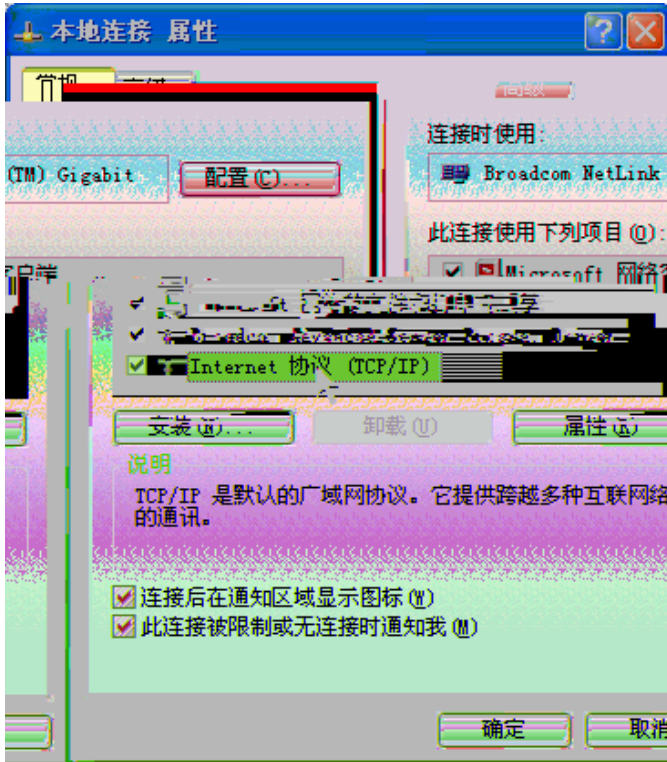 本地连接 属性
常规
连接时使用:
(TM) Gigabit
配置(C)...
Broadcom NetLink
此连接使用下列项目(O):
Microsoft 网络
Internet 协议 (TCP/IP)
安装(N)...
卸载(U)
属性(R)
说明
TCP/IP 是默认的广域网协议。它提供跨越多种互联网络
的通讯。
连接后在通知区域显示图标(W)
此连接被限制或无连接时通知我(M)
确定
取消